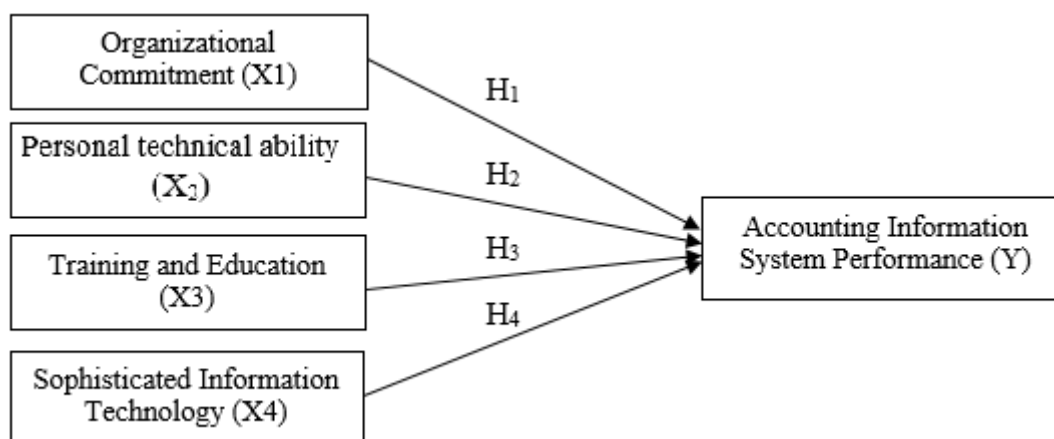 Organizational
Commitment (X1)
H₁
Personal technical ability
(X₂)
H₂
Training and Education
(X3)
H₃
Sophisticated Information
Technology (X4)
H₄
Accounting Information
System Performance (Y)